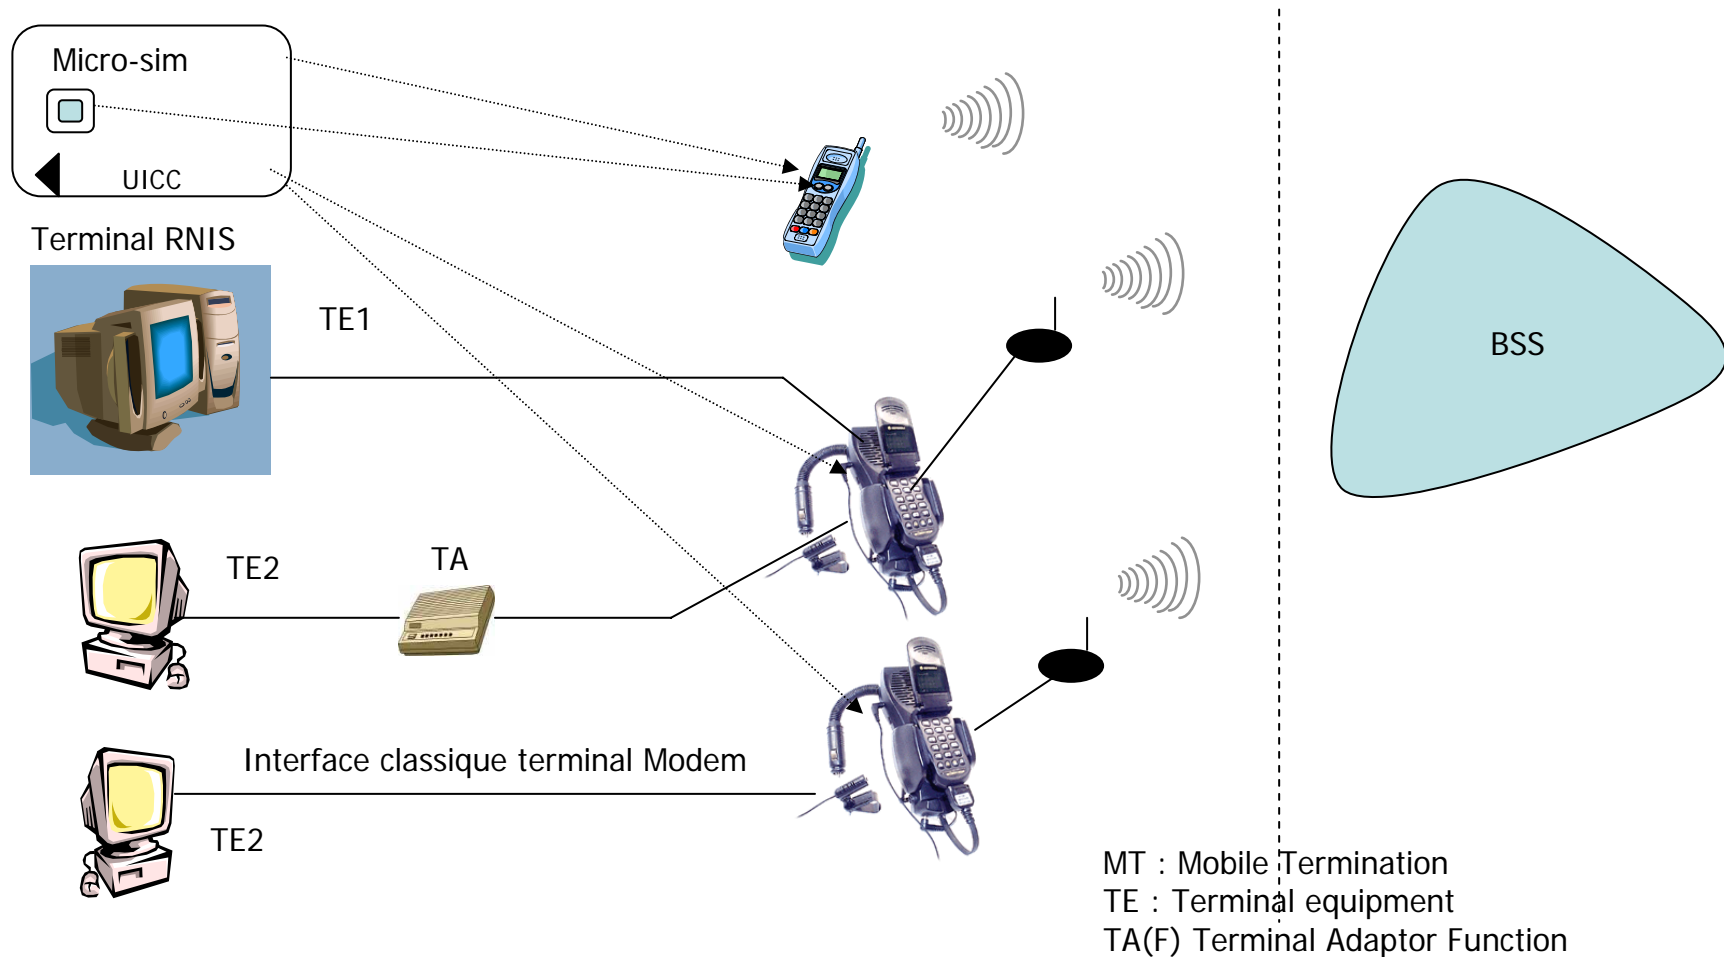 Micro-sim
UICC
Terminal RNIS
TE1
BSS
TE2
TA
Interface classique terminal Modem
TE2
MT : Mobile Termination
TE : Terminal equipment
TA(F) Terminal Adaptor Function